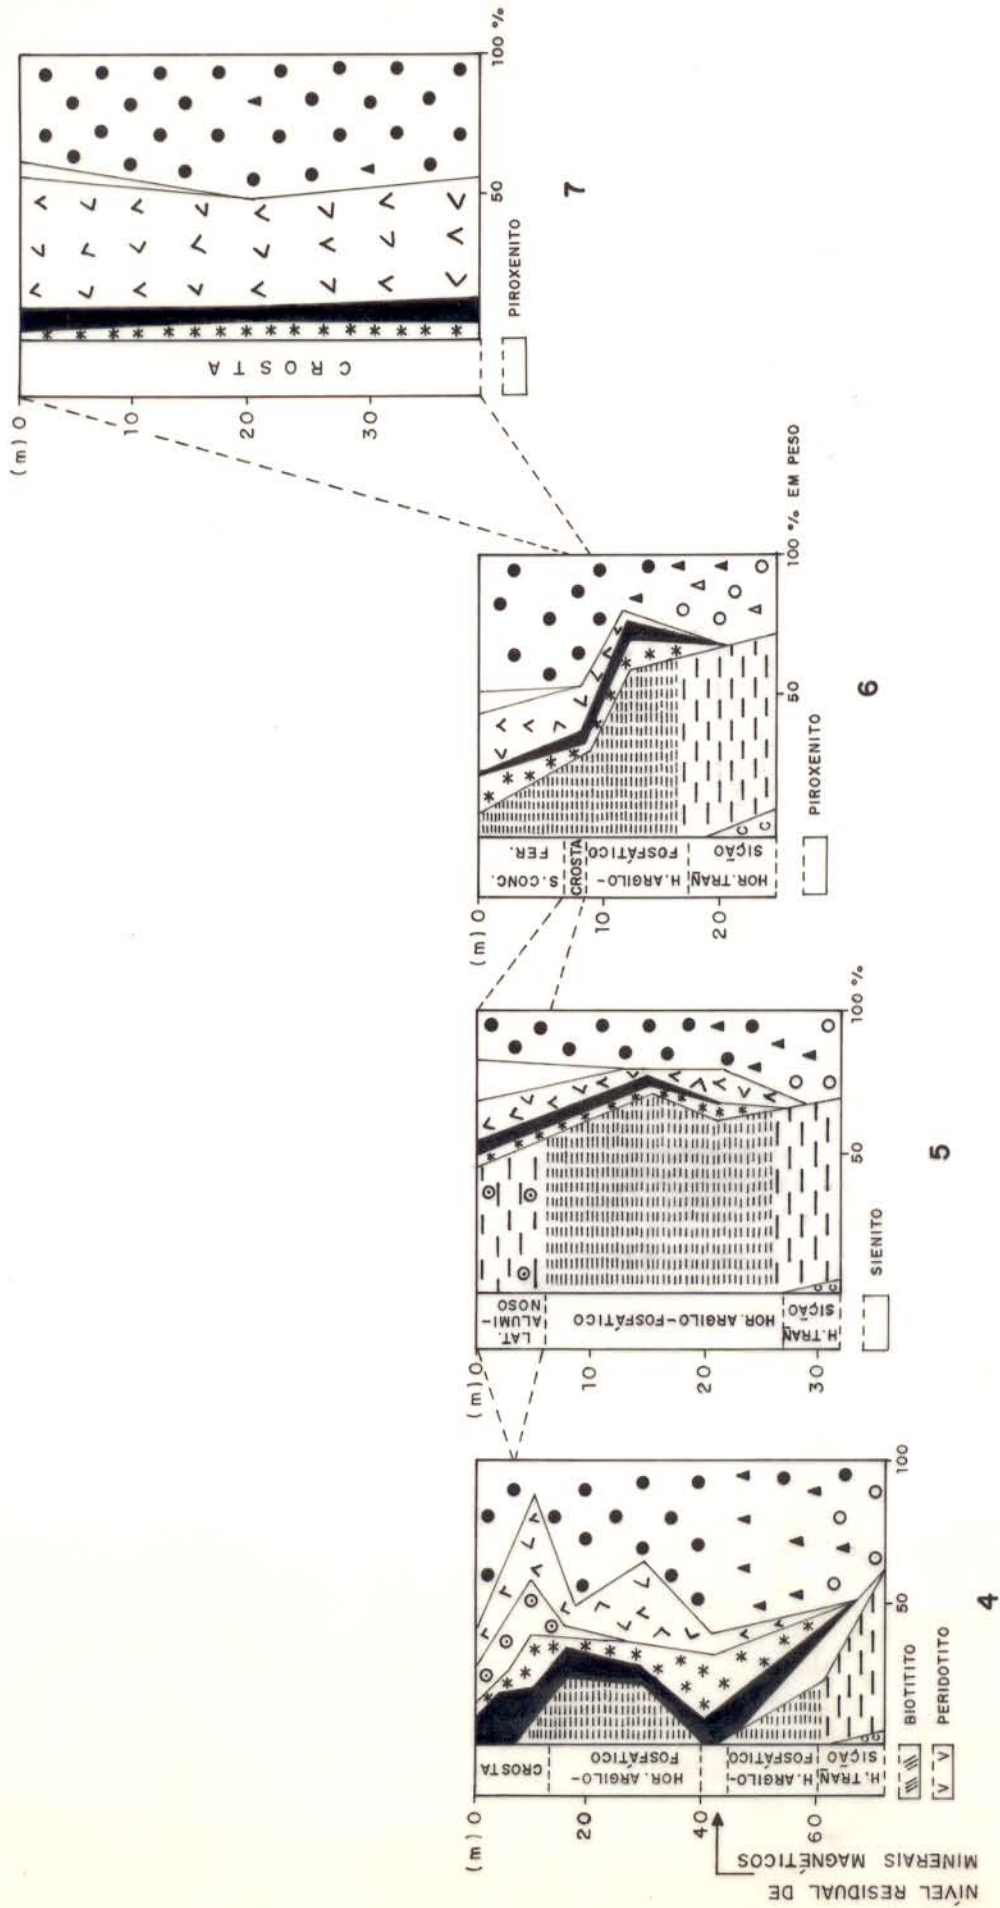 (m) 0
20
40
60
CROSTA
HOR. ARGILO-
FOSFÁTICO
H. ARGILO-
FOSFÁTICO
H. TRAN
SIÇÃO
C C
50
100
NÍVEL RESIDUAL DE
MINERAIS MAGNÉTICOS
BIOTITITO
V V
PERIDOTITO
4
(m) 0
10
20
30
LAT.
ALUMI-
NOSO
HOR. ARGILO-FOSFÁTICO
H. TRAN
SIÇÃO
C C
50
100 %
SIENITO
5
(m) 0
10
20
S. CONC.
FER.
CROSTA
H. ARGILO-
FOSFÁTICO
HOR. TRAN
SIÇÃO
C C
50
100 % EM PESO
PIROXENITO
6
(m) 0
10
20
30
CROSTA
50
100 %
PIROXENITO
7